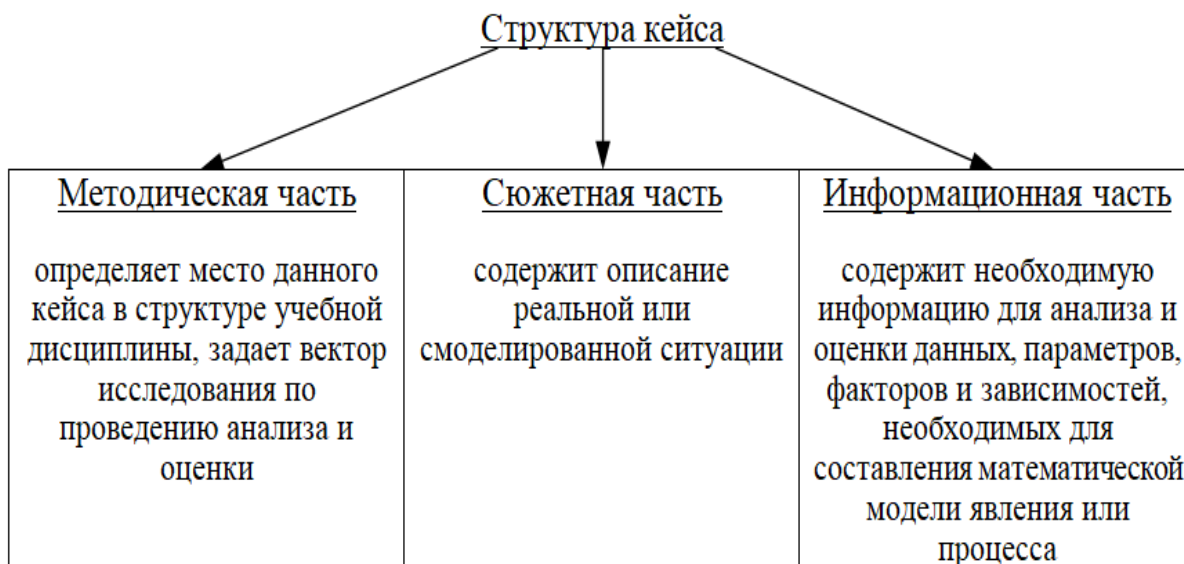 Структура кейса
Методическая часть
определяет место данного
кейса в структуре учебной
дисциплины, задает вектор
исследования по
проведению анализа и
оценки
Сюжетная часть
содержит описание
реальной или
смоделированной ситуации
Информационная часть
содержит необходимую
информацию для анализа и
оценки данных, параметров,
факторов и зависимостей,
необходимых для
составления математической
модели явления или
процесса